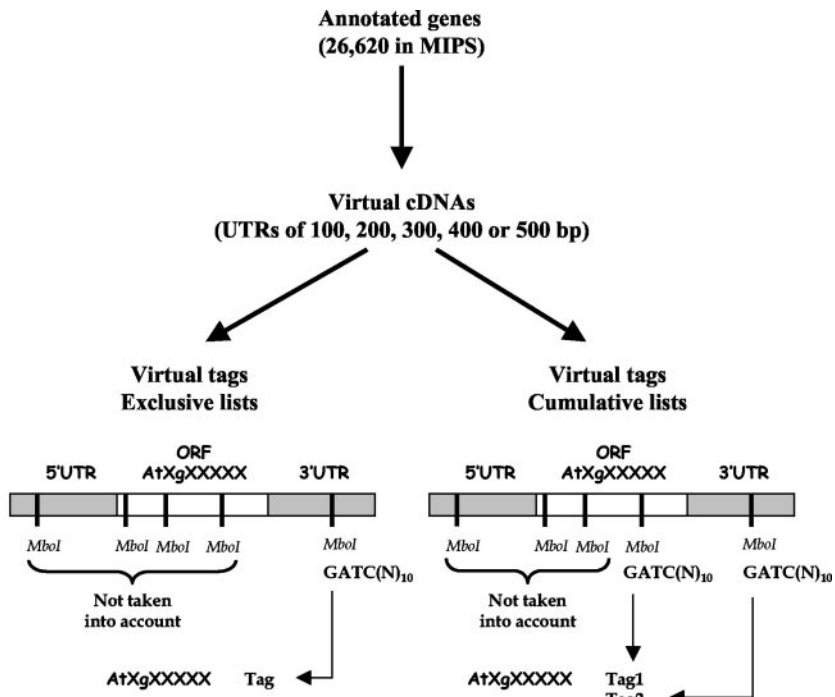 Annotated genes
(26,620 in MIPS)
Virtual cDNAs
(UTRs of 100, 200, 300, 400 or 500 bp)
Virtual tags
Exclusive lists
5'UTR
ORF
AtXgXXXXX
3'UTR
MboI MboI MboI MboI MboI
GATC(N)10
Not taken
into account
AtXgXXXXX Tag
Virtual tags
Cumulative lists
5'UTR
ORF
AtXgXXXXX
3'UTR
MboI MboI MboI MboI MboI
GATC(N)10 GATC(N)10
Not taken
into account
AtXgXXXXX Tag1